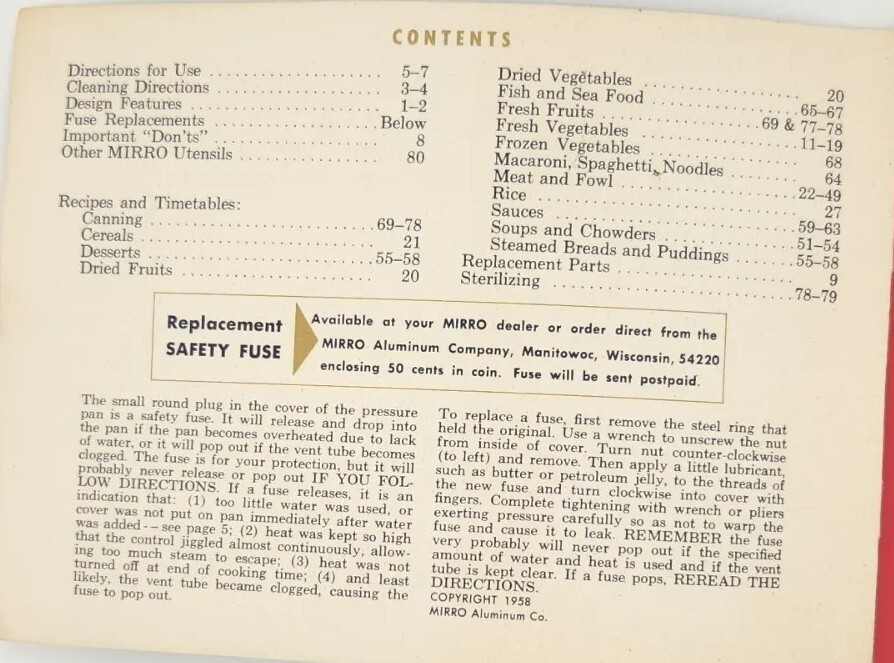 CONTENTS
Directions for Use .................... 5–7
Cleaning Directions .................... 3–4
Design Features .................... 1–2
Fuse Replacements .................... Below
Important "Don'ts" .................... 8
Other MIRRO Utensils .................... 80
Recipes and Timetables:
Canning .................... 69–78
Cereals .................... 21
Desserts .................... 55–58
Dried Fruits .................... 20
Dried Vegetables .................... 20
Fish and Sea Food .................... 65–67
Fresh Fruits .................... 69 & 77–78
Fresh Vegetables .................... 11–19
Frozen Vegetables .................... 68
Macaroni, Spaghetti, Noodles .................... 64
Meat and Fowl .................... 22–49
Rice .................... 27
Sauces .................... 59–63
Soups and Chowders .................... 51–54
Steamed Breads and Puddings .................... 55–58
Replacement Parts .................... 9
Sterilizing .................... 78–79
Replacement
SAFETY FUSE
Available at your MIRRO dealer or order direct from the
MIRRO Aluminum Company, Manitowoc, Wisconsin, 54220
enclosing 50 cents in coin. Fuse will be sent postpaid.
The small round plug in the cover of the pressure
pan is a safety fuse. It will release and drop into
the pan if the pan becomes overheated due to lack
of water, or it will pop out if the vent tube becomes
clogged. The fuse is for your protection, but it will
probably never release or pop out IF YOU FOL-
LOW DIRECTIONS. If a fuse releases, it is an
indication that: (1) too little water was used, or
cover was not put on pan immediately after water
was added -- see page 5; (2) heat was kept so high
that the control jiggled almost continuously, allow-
ing too much steam to escape; (3) heat was not
turned off at end of cooking time; (4) and least
likely, the vent tube became clogged, causing the
fuse to pop out.
To replace a fuse, first remove the steel ring that
held the original. Use a wrench to unscrew the nut
from inside of cover. Turn nut counter-clockwise
(to left) and remove. Then apply a little lubricant,
such as butter or petroleum jelly, to the threads of
the new fuse and turn clockwise into cover with
fingers. Complete tightening with wrench or pliers
exerting pressure carefully so as not to warp the
fuse and cause it to leak. REMEMBER the fuse
very probably will never pop out if the specified
amount of water and heat is used and if the vent
tube is kept clear. If a fuse pops, REREAD THE
DIRECTIONS.
COPYRIGHT 1958
MIRRO Aluminum Co.